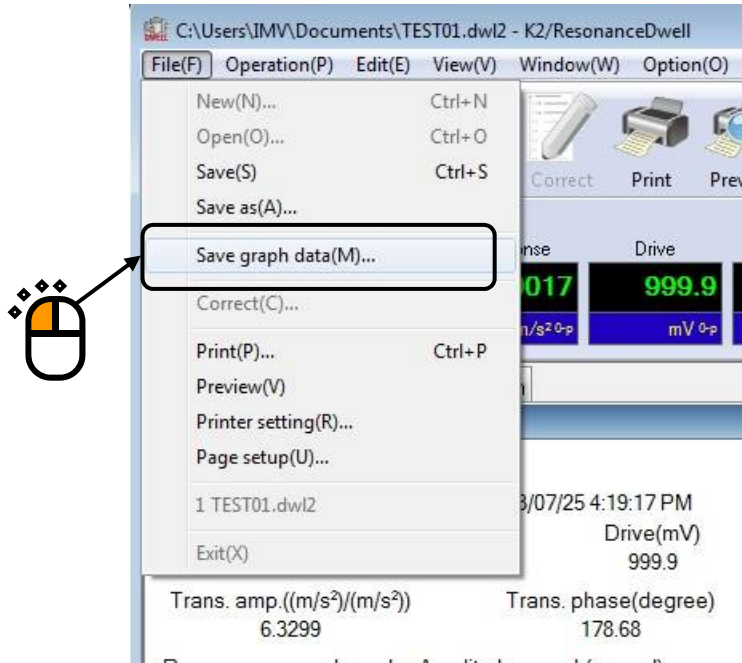 C:\Users\IMV\Documents\TEST01.dwl2 - K2/ResonanceDwell
File(F) Operation(P) Edit(E) View(V) Window(W) Option(O)
New(N)... Ctrl+N
Open(O)... Ctrl+O
Save(S) Ctrl+S
Correct Print
Save as(A)...
Save graph data(M)...
Drive
999.9
mV 0-p
Correct(C)...
Print(P)... Ctrl+P
Preview(V)
Printer setting(R)...
Page setup(U)...
1 TEST01.dwl2
/07/25 4:19:17 PM
Drive(mV)
Exit(X)
999.9
Trans. amp.((m/s²)/(m/s²)) Trans. phase(degree)
6.3299 178.68